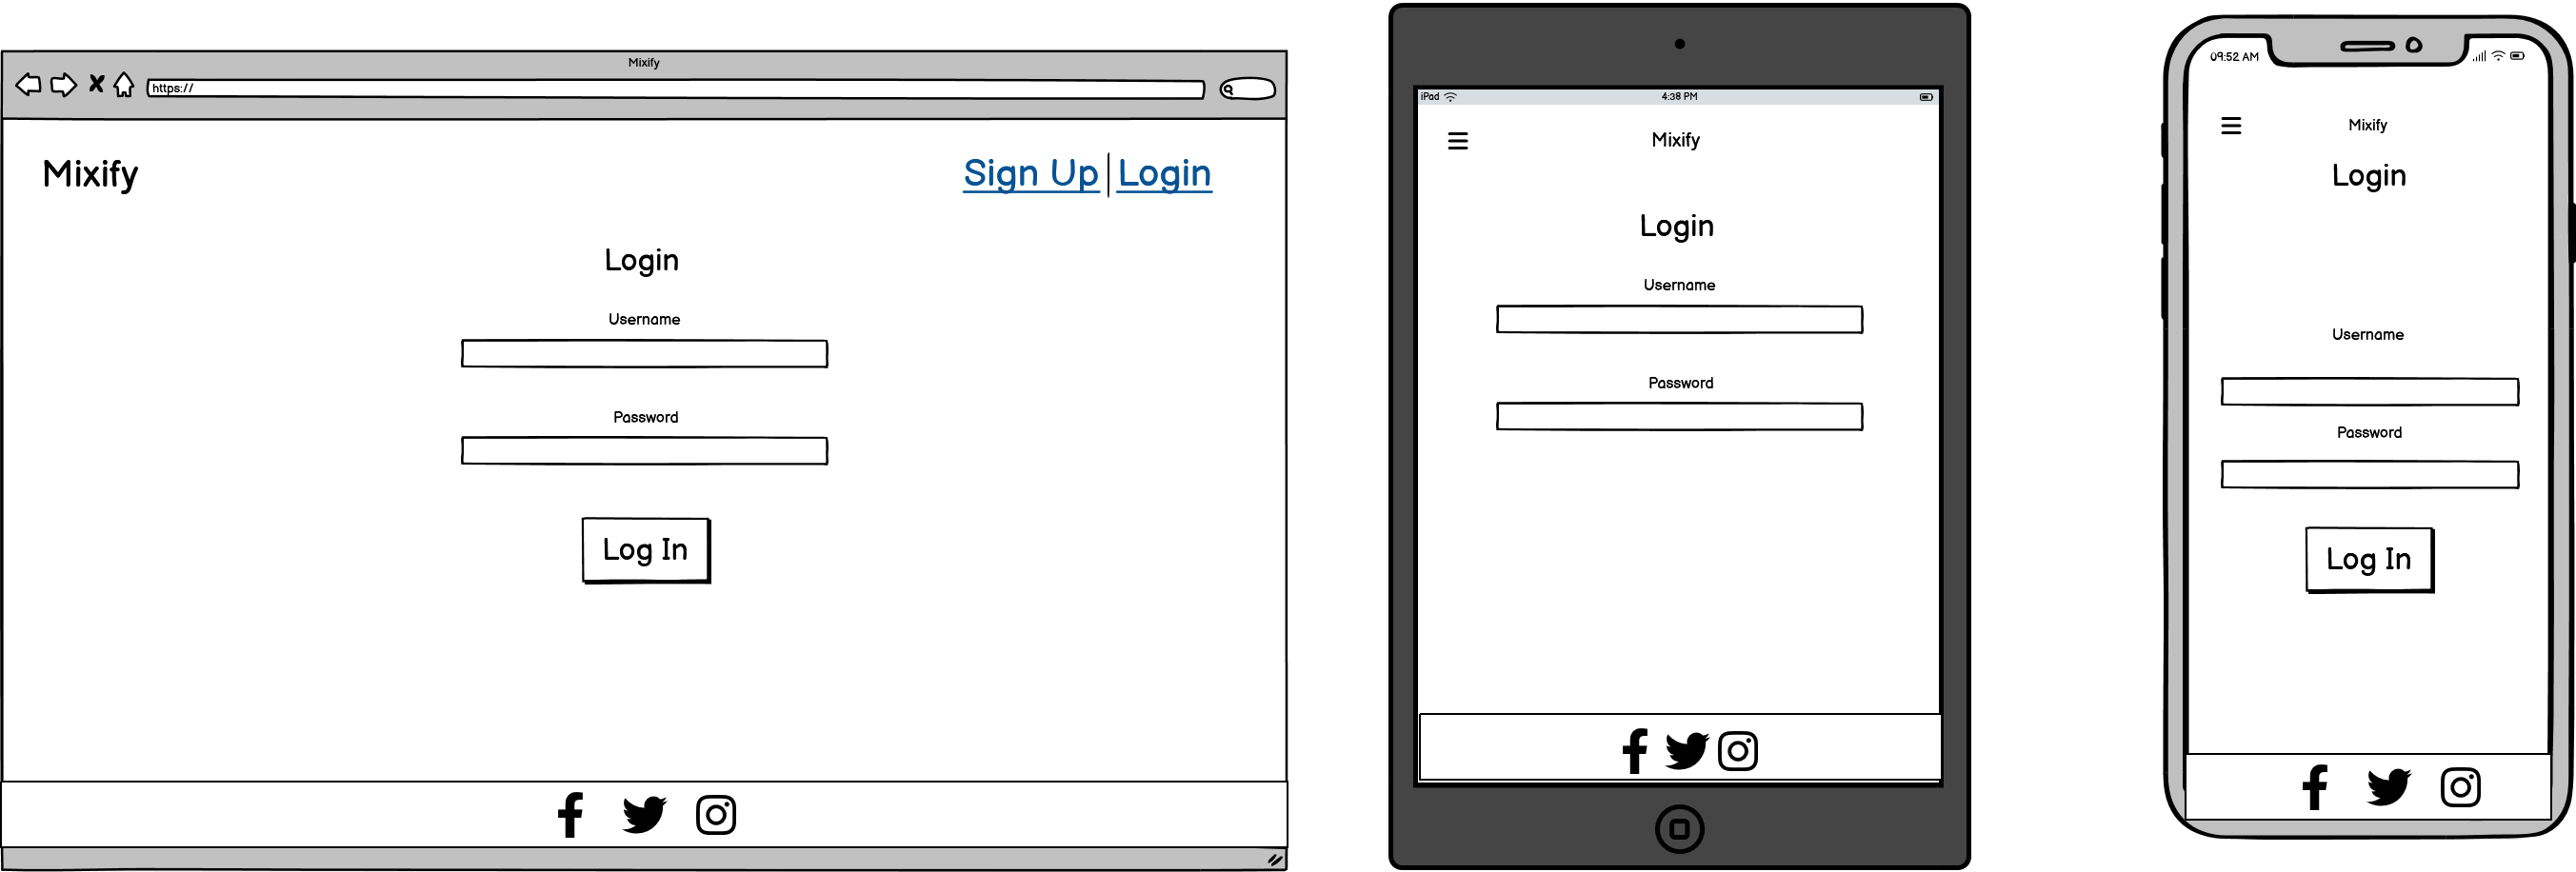 Mixify
https://
Mixify
Sign Up Login
Login
Username
Password
Log In
iPad 4:38 PM
Mixify
Login
Username
Password
09:52 AM
Mixify
Login
Username
Password
Log In